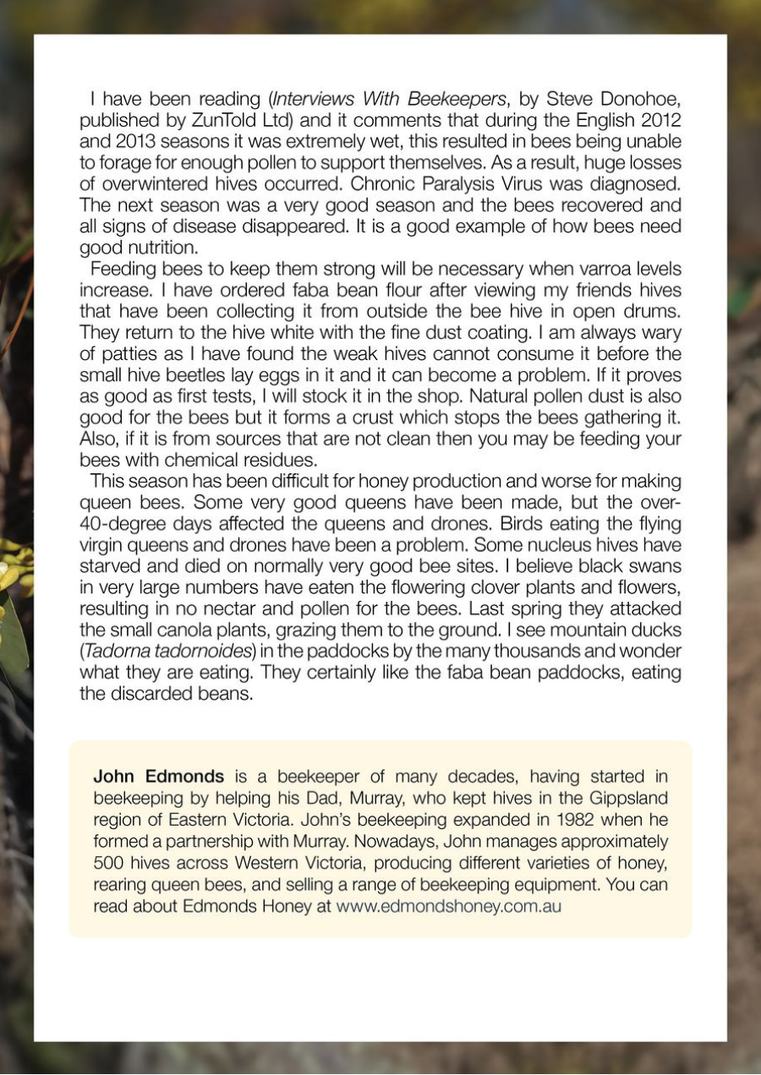 I have been reading (Interviews With Beekeepers, by Steve Donohoe,
published by ZunTold Ltd) and it comments that during the English 2012
and 2013 seasons it was extremely wet, this resulted in bees being unable
to forage for enough pollen to support themselves. As a result, huge losses
of overwintered hives occurred. Chronic Paralysis Virus was diagnosed.
The next season was a very good season and the bees recovered and
all signs of disease disappeared. It is a good example of how bees need
good nutrition.
Feeding bees to keep them strong will be necessary when varroa levels
increase. I have ordered faba bean flour after viewing my friends hives
that have been collecting it from outside the bee hive in open drums.
They return to the hive white with the fine dust coating. I am always wary
of patties as I have found the weak hives cannot consume it before the
small hive beetles lay eggs in it and it can become a problem. If it proves
as good as first tests, I will stock it in the shop. Natural pollen dust is also
good for the bees but it forms a crust which stops the bees gathering it.
Also, if it is from sources that are not clean then you may be feeding your
bees with chemical residues.
This season has been difficult for honey production and worse for making
queen bees. Some very good queens have been made, but the over-
40-degree days affected the queens and drones. Birds eating the flying
virgin queens and drones have been a problem. Some nucleus hives have
starved and died on normally very good bee sites. I believe black swans
in very large numbers have eaten the flowering clover plants and flowers,
resulting in no nectar and pollen for the bees. Last spring they attacked
the small canola plants, grazing them to the ground. I see mountain ducks
(Tadorna tadornoides) in the paddocks by the many thousands and wonder
what they are eating. They certainly like the faba bean paddocks, eating
the discarded beans.
John Edmonds is a beekeeper of many decades, having started in
beekeeping by helping his Dad, Murray, who kept hives in the Gippsland
region of Eastern Victoria. John's beekeeping expanded in 1982 when he
formed a partnership with Murray. Nowadays, John manages approximately
500 hives across Western Victoria, producing different varieties of honey,
rearing queen bees, and selling a range of beekeeping equipment. You can
read about Edmonds Honey at www.edmondshoney.com.au